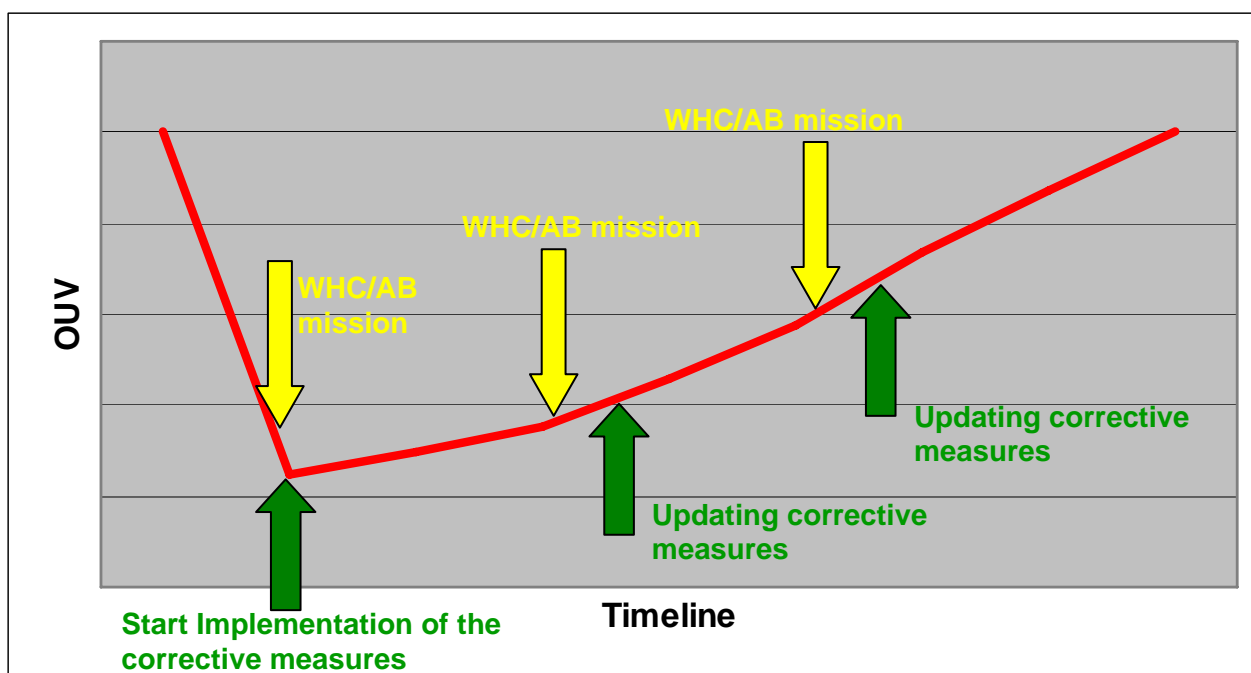 WHC/AB mission
WHC/AB mission
WHC/AB
mission
OUV
Updating corrective
measures
Updating corrective
measures
Timeline
Start Implementation of the
corrective measures